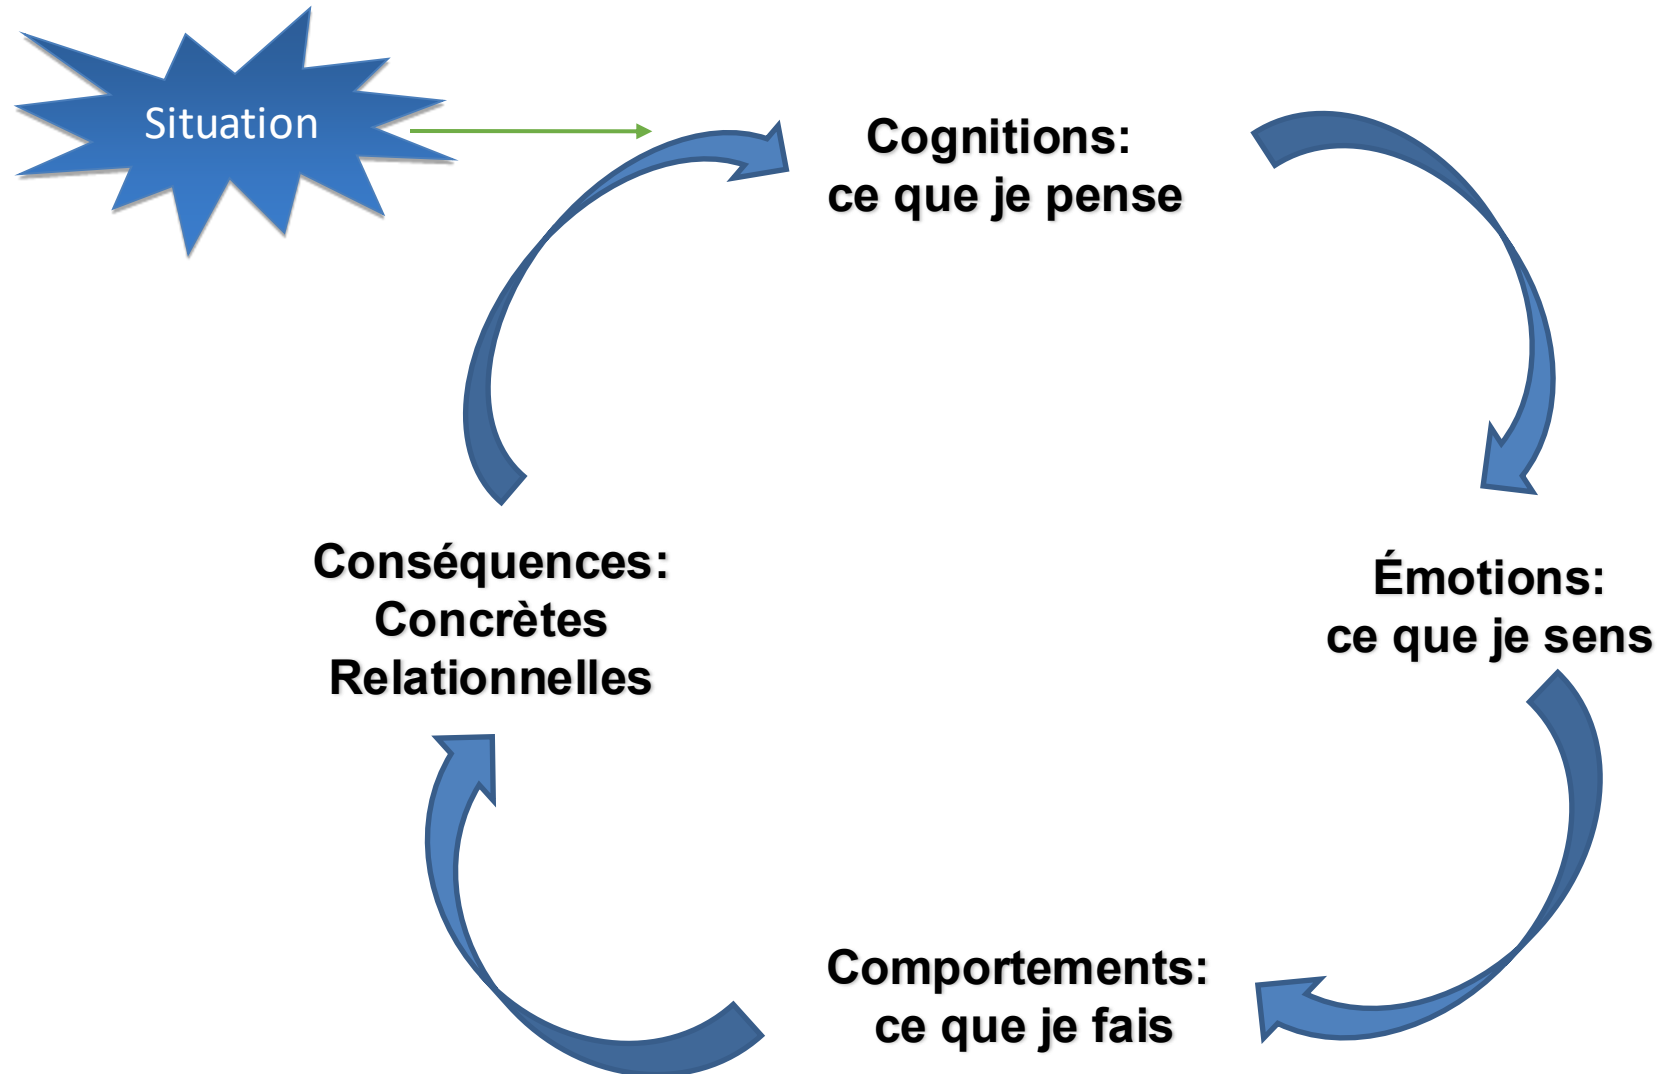 Situation
Cognitions:
ce que je pense
Émotions:
ce que je sens
Comportements:
ce que je fais
Conséquences:
Concrètes
Relationnelles